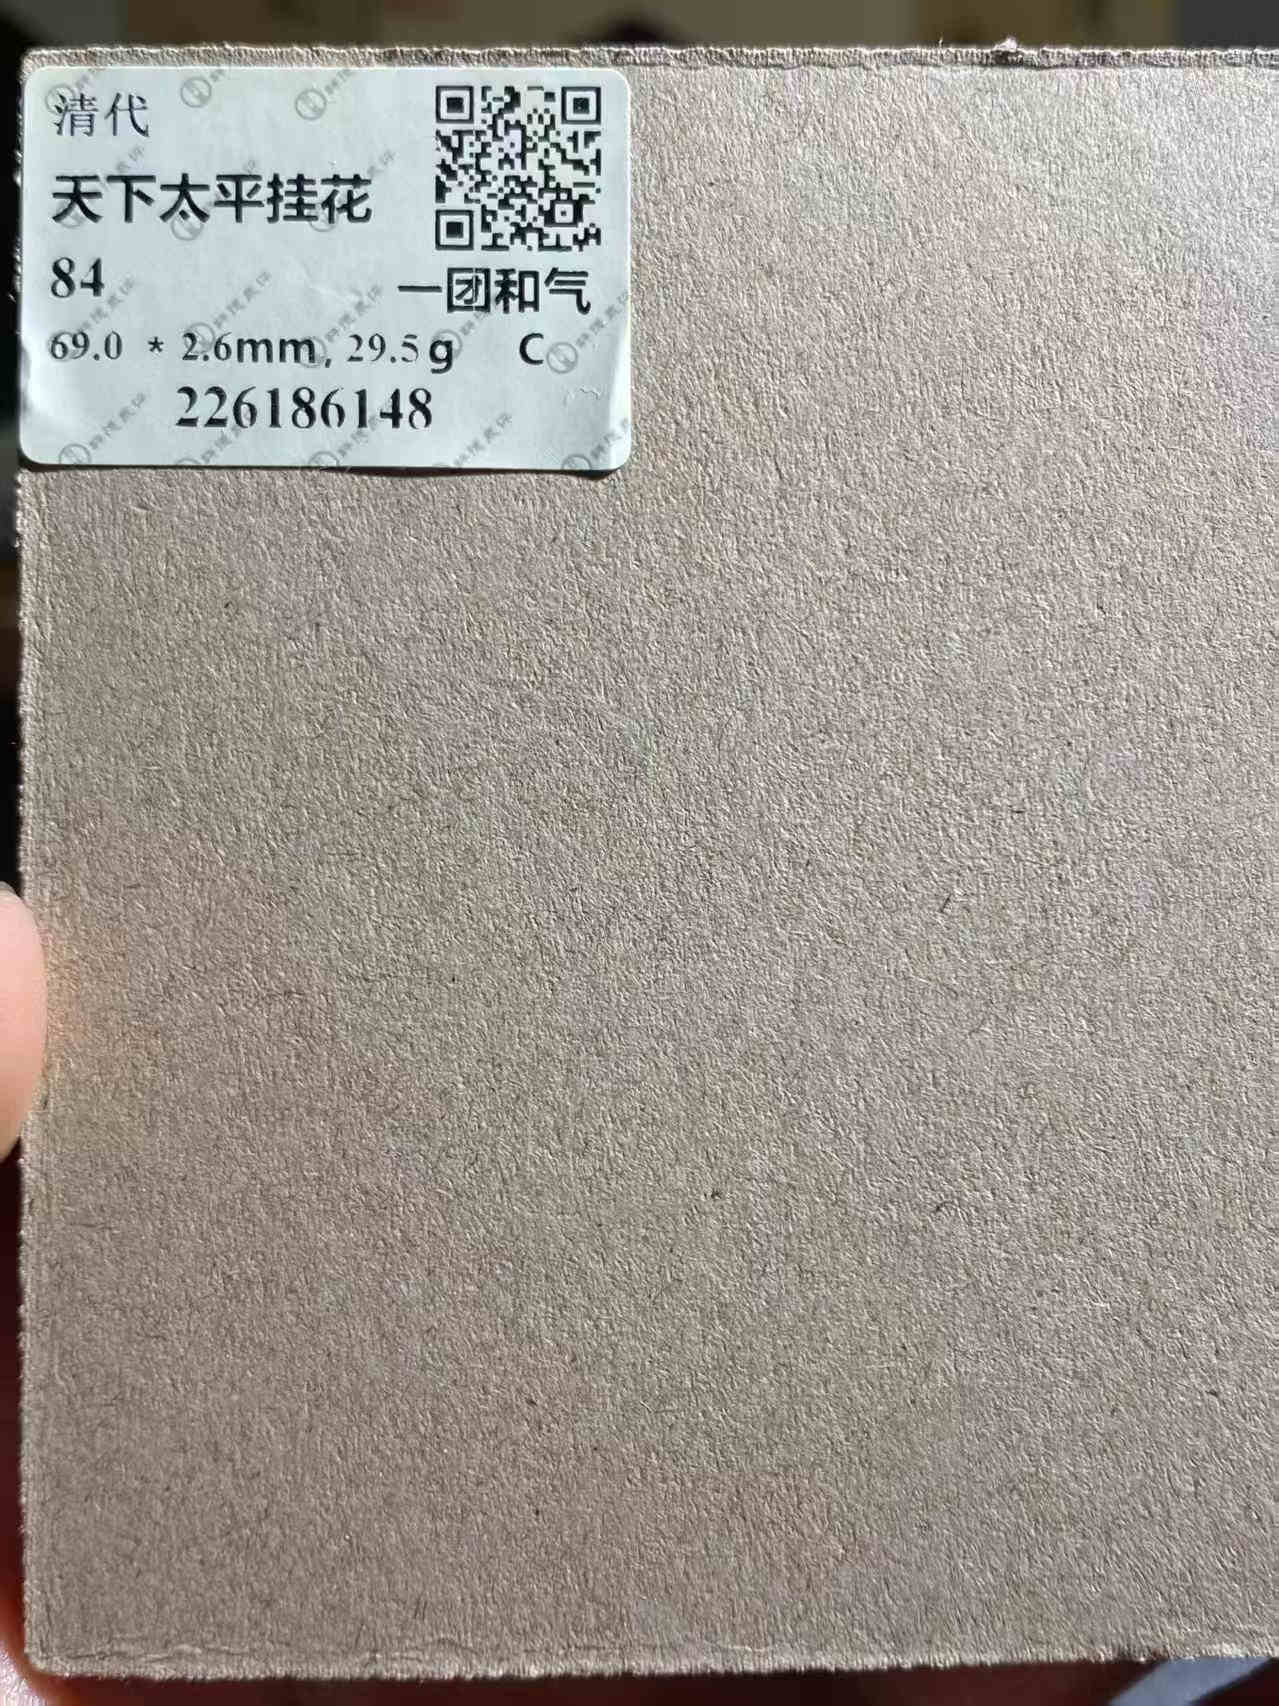 清代
天下太平挂花
84
一团和气
69.0 * 2.6mm, 29.5g C
226186148